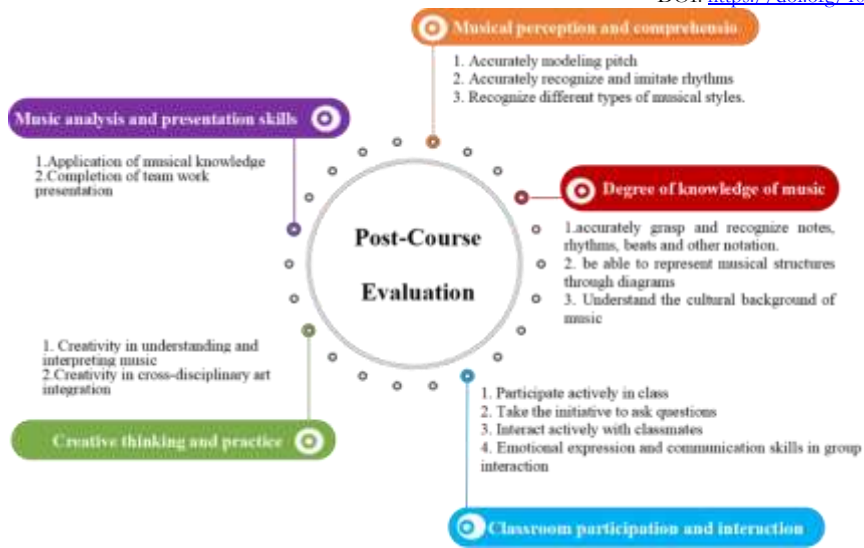 DOI: https://doi.org/10
Musical perception and comprehensio
1. Accurately modeling pitch
2. Accurately recognize and imitate rhythms
3. Recognize different types of musical styles.
Music analysis and presentation skills
1.Application of musical knowledge
2.Completion of team work
presentation
Degree of knowledge of music
1.accurately grasp and recognize notes,
rhythms, beats and other notation.
2. be able to represent musical structures
through diagrams
3. Understand the cultural background of
music
Post-Course
Evaluation
1. Creativity in understanding and
interpreting music
2.Creativity in cross-disciplinary art
integration
Creative thinking and practice
1. Participate actively in class
2. Take the initiative to ask questions
3. Interact actively with classmates
4. Emotional expression and communication skills in group
interaction
Classroom participation and interaction